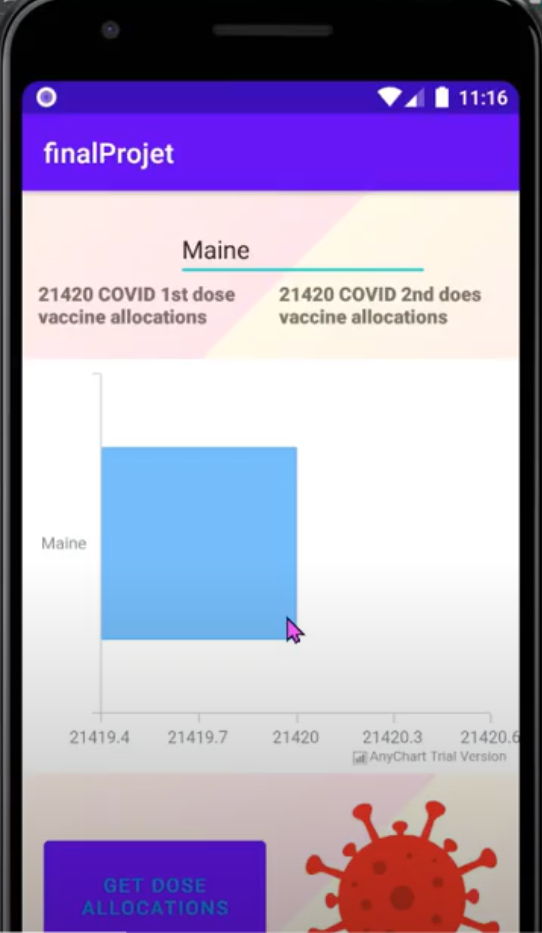 11:16
finalProjet
Maine
21420 COVID 1st dose
vaccine allocations
21420 COVID 2nd does
vaccine allocations
Maine
21419.4 21419.7 21420 21420.3 21420.6
AnyChart Trial Version
GET DOSE
ALLOCATIONS